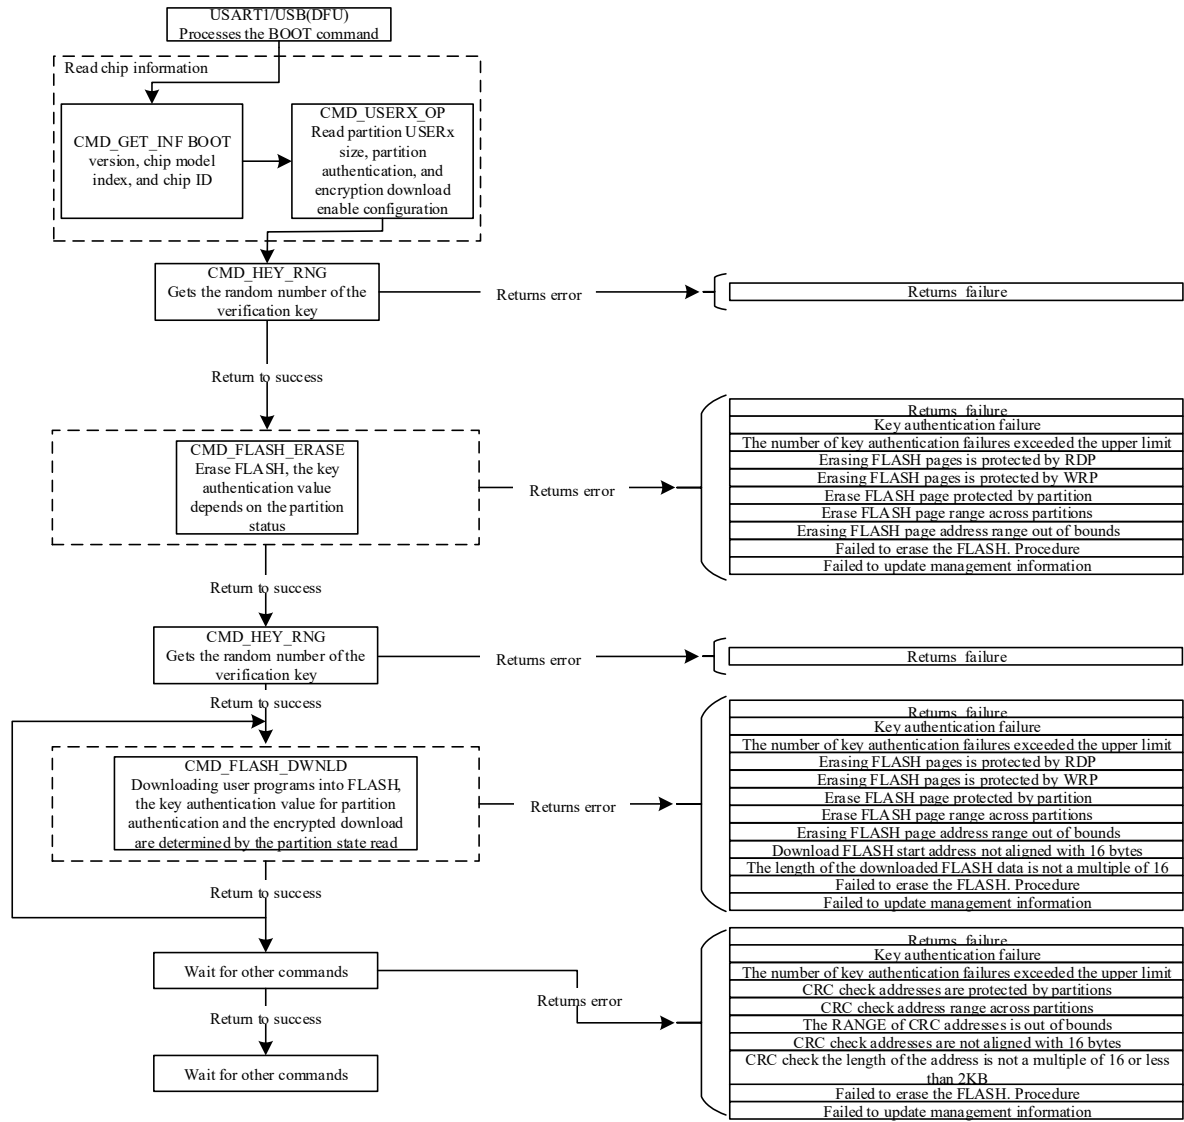 USART1/USB(DFU)
Processes the BOOT command
Read chip information
CMD_GET_INF BOOT
version, chip model
index, and chip ID
CMD_USERX_OP
Read partition USERx
size, partition
authentication, and
encryption download
enable configuration
CMD_HEY_RNG
Gets the random number of the
verification key
Returns error
Returns failure
Return to success
CMD_FLASH_ERASE
Erase FLASH, the key
authentication value
depends on the partition
status
Returns error
Returns failure
Key authentication failure
The number of key authentication failures exceeded the upper limit
Erasing FLASH pages is protected by RDP
Erasing FLASH pages is protected by WRP
Erase FLASH page protected by partition
Erase FLASH page range across partitions
Erasing FLASH page address range out of bounds
Failed to erase the FLASH. Procedure
Failed to update management information
Return to success
CMD_HEY_RNG
Gets the random number of the
verification key
Returns error
Returns failure
Return to success
CMD_FLASH_DWNLD
Downloading user programs into FLASH,
the key authentication value for partition
authentication and the encrypted download
are determined by the partition state read
Returns error
Returns failure
Key authentication failure
The number of key authentication failures exceeded the upper limit
Erasing FLASH pages is protected by RDP
Erasing FLASH pages is protected by WRP
Erase FLASH page protected by partition
Erase FLASH page range across partitions
Erasing FLASH page address range out of bounds
Download FLASH start address not aligned with 16 bytes
The length of the downloaded FLASH data is not a multiple of 16
Failed to erase the FLASH. Procedure
Failed to update management information
Return to success
Wait for other commands
Returns error
Returns failure
Key authentication failure
The number of key authentication failures exceeded the upper limit
CRC check addresses are protected by partitions
CRC check address range across partitions
The RANGE of CRC addresses is out of bounds
CRC check addresses are not aligned with 16 bytes
CRC check the length of the address is not a multiple of 16 or less
than 2KB
Failed to erase the FLASH. Procedure
Failed to update management information
Return to success
Wait for other commands